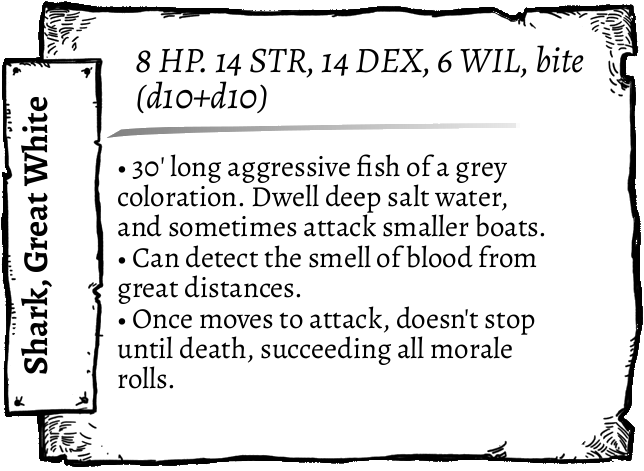 Shark, Great White
8 HP. 14 STR, 14 DEX, 6 WIL, bite
(d10+d10)
• 30' long aggressive fish of a grey
coloration. Dwell deep salt water,
and sometimes attack smaller boats.
• Can detect the smell of blood from
great distances.
• Once moves to attack, doesn't stop
until death, succeeding all morale
rolls.